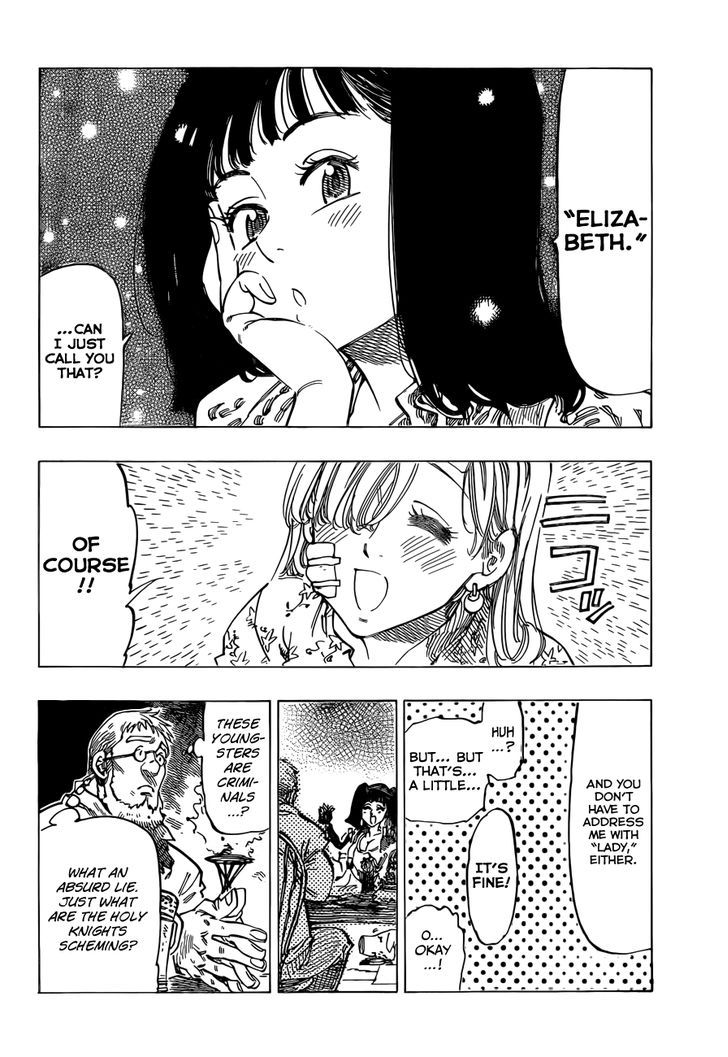 "ELIZA-
BETH."
...CAN
I JUST
CALL YOU
THAT?
OF
COURSE
!!
ニコッ
AND YOU
DON'T
HAVE TO
ADDRESS
ME WITH
"LADY,"
EITHER.
HUH
...?
BUT... BUT
THAT'S...
A LITTLE...
IT'S
FINE!
O...
OKAY
...!
THESE
YOUNG-
STERS
ARE
CRIMI-
NALS
...?
WHAT AN
ABSURD LIE.
JUST WHAT
ARE THE HOLY
KNIGHTS
SCHEMING?